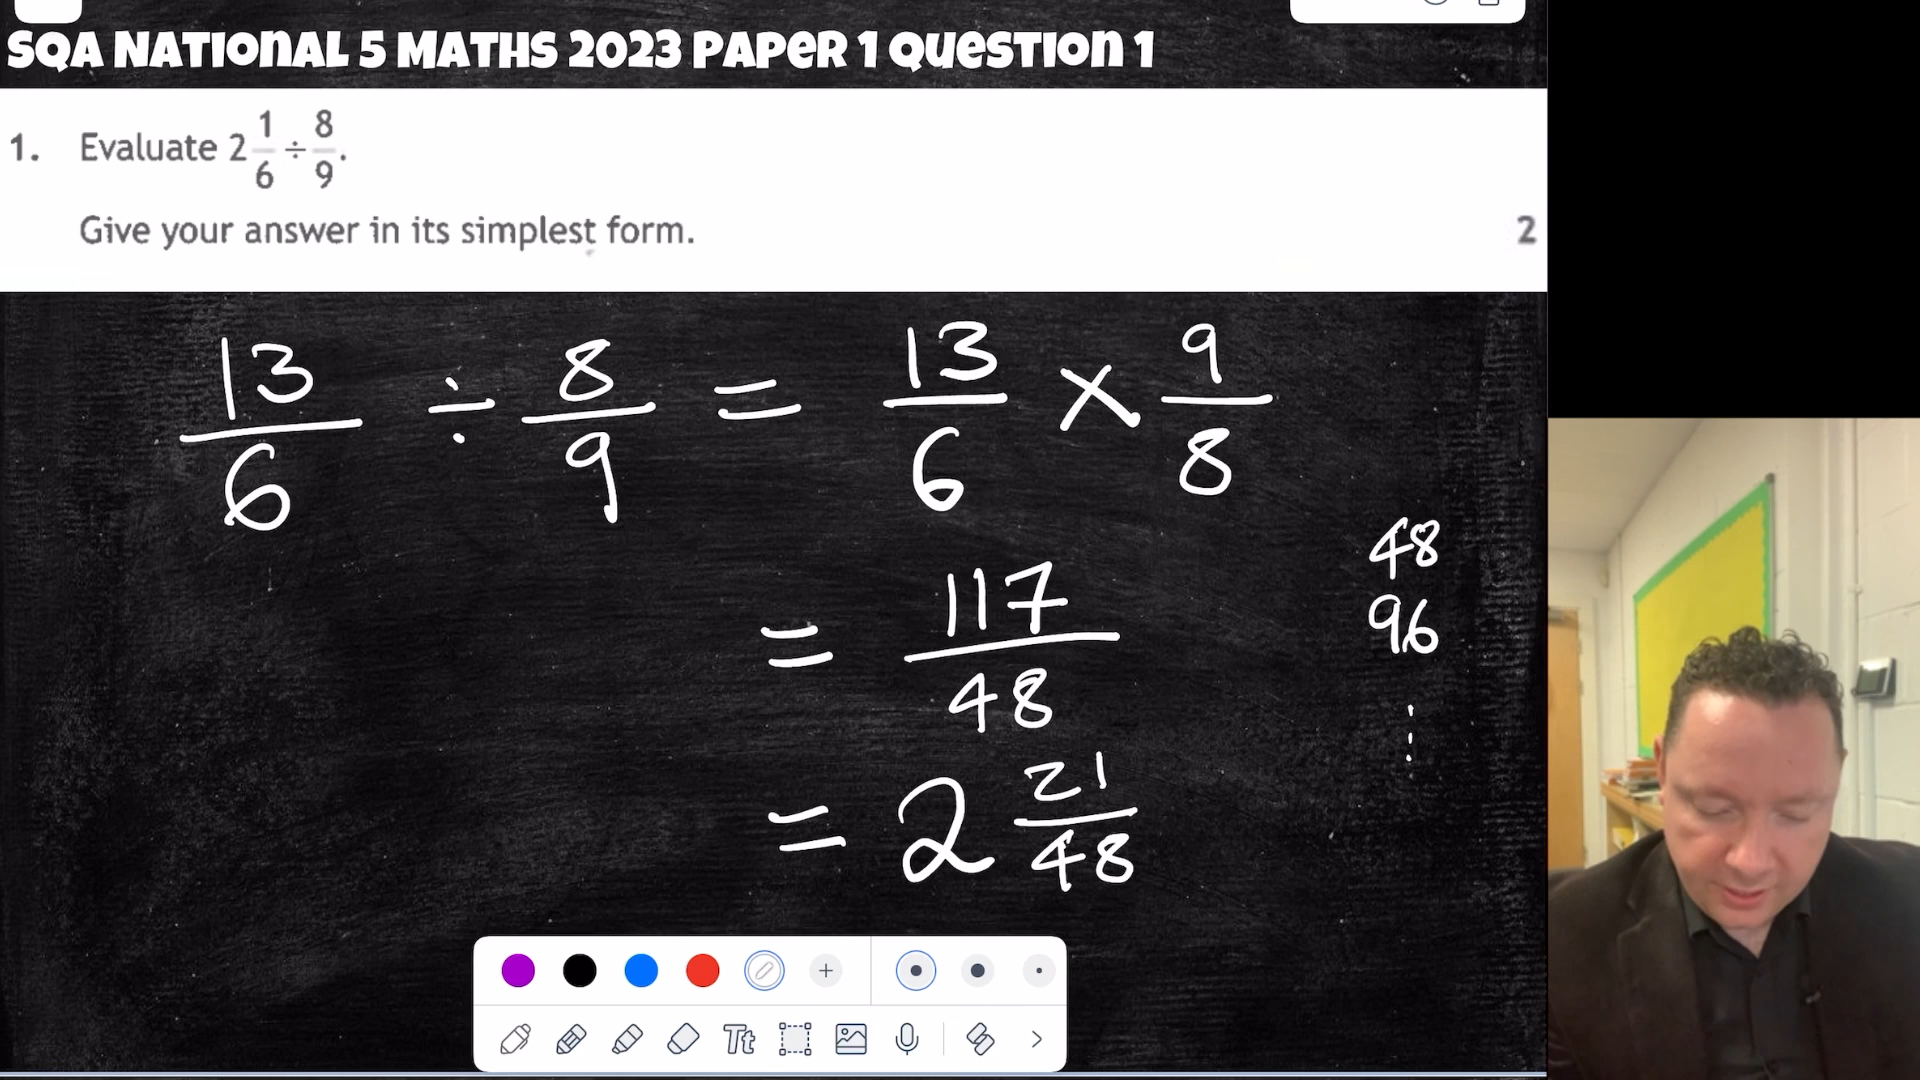 SQA NATIONAL 5 MATHS 2023 PAPER 1 QUESTION 1
1. Evaluate 2 1/6 ÷ 8/9.
Give your answer in its simplest form. 2
13/6 ÷ 8/9 = 13/6 × 9/8
48
= 117/48
96
= 2 21/48
Tt